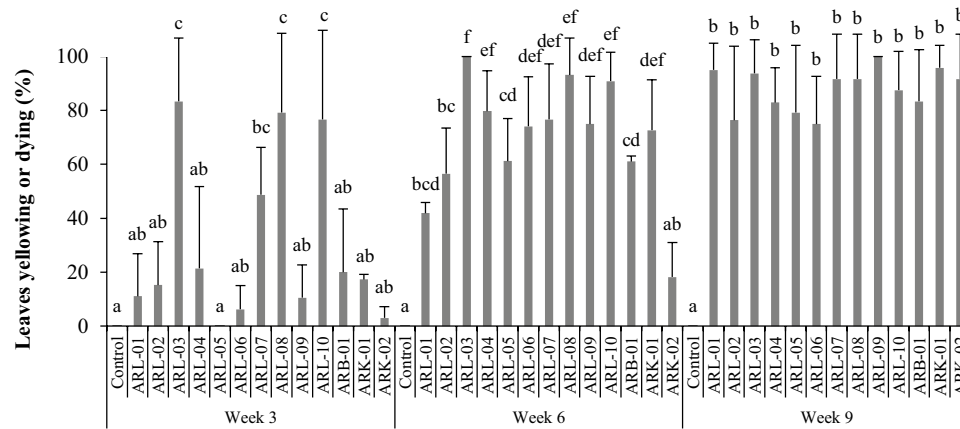 Leaves yellowing or dying (%)
100
80
60
40
20
0
a ab ab c ab a ab bc c ab c ab ab ab
a bcd bc f ef cd def def ef def ef cd def ab
a b b b b b b b b b b b b b
Control ARL-01 ARL-02 ARL-03 ARL-04 ARL-05 ARL-06 ARL-07 ARL-08 ARL-09 ARL-10 ARB-01 ARK-01 ARK-02
Control ARL-01 ARL-02 ARL-03 ARL-04 ARL-05 ARL-06 ARL-07 ARL-08 ARL-09 ARL-10 ARB-01 ARK-01 ARK-02
Control ARL-01 ARL-02 ARL-03 ARL-04 ARL-05 ARL-06 ARL-07 ARL-08 ARL-09 ARL-10 ARB-01 ARK-01 ARK-02
Week 3
Week 6
Week 9